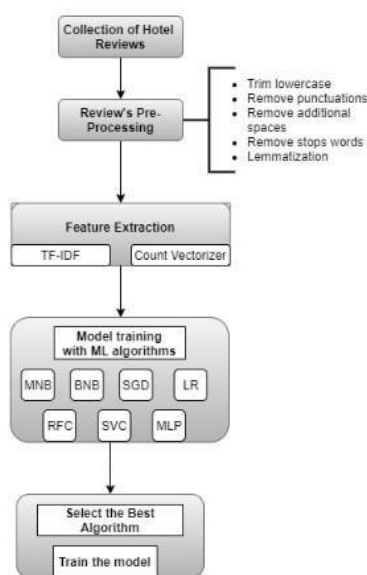 Collection of Hotel
Reviews
Review's Pre-
Processing
Trim lowercase
Remove punctuations
Remove additional
spaces
Remove stops words
Lemmatization
Feature Extraction
TF-IDF
Count Vectorizer
Model training
with ML algorithms
MNB
BNB
SGD
LR
RFC
SVC
MLP
Select the Best
Algorithm
Train the model